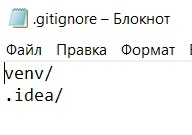 .gitignore – Блокнот
Файл Правка Формат В
venv/
.idea/